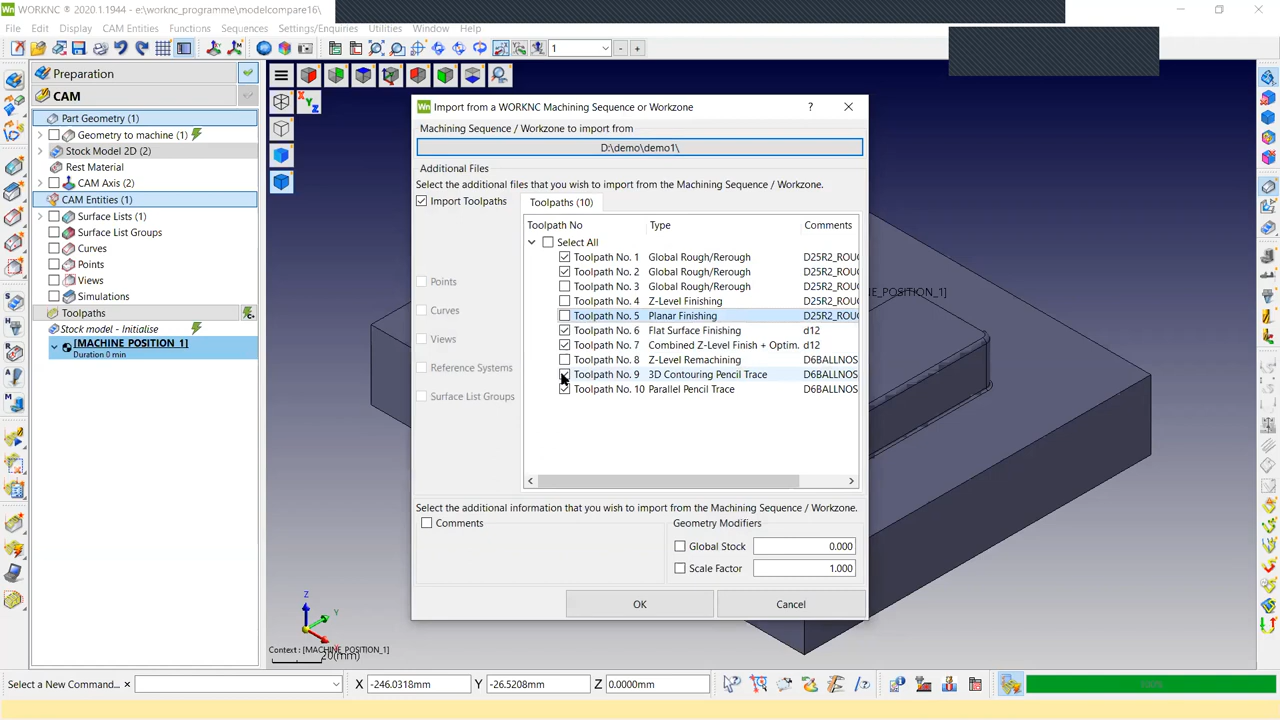 WORKNC ® 2020.1.1944 - e:\worknc_programme\modelcompare16\
File Edit Display CAM Entities Functions Sequences Settings/Enquiries Utilities Window Help
1
Preparation
CAM
Part Geometry (1)
Geometry to machine (1)
Stock Model 2D (2)
Rest Material
CAM Axis (2)
CAM Entities (1)
Surface Lists (1)
Surface List Groups
Curves
Points
Views
Simulations
Toolpaths
Stock model - Initialise
[MACHINE POSITION 1]
Duration 0 min
Import from a WORKNC Machining Sequence or Workzone
Machining Sequence / Workzone to import from
D:\demo\demo1\
Additional Files
Select the additional files that you wish to import from the Machining Sequence / Workzone.
Import Toolpaths
Toolpaths (10)
Toolpath No Type Comments
Select All
Toolpath No. 1 Global Rough/Rerough D25R2_ROUG
Toolpath No. 2 Global Rough/Rerough D25R2_ROUG
Toolpath No. 3 Global Rough/Rerough D25R2_ROUG
Toolpath No. 4 Z-Level Finishing D25R2_ROUG
Toolpath No. 5 Planar Finishing D25R2_ROUG
Toolpath No. 6 Flat Surface Finishing d12
Toolpath No. 7 Combined Z-Level Finish + Optim. d12
Toolpath No. 8 Z-Level Remachining D6BALLNOS
Toolpath No. 9 3D Contouring Pencil Trace D6BALLNOS
Toolpath No. 10 Parallel Pencil Trace D6BALLNOS
Points
Curves
Views
Reference Systems
Surface List Groups
Select the additional information that you wish to import from the Machining Sequence / Workzone.
Comments
Geometry Modifiers
Global Stock 0.000
Scale Factor 1.000
OK Cancel
E_POSITION_1]
X Y Z
Z
Y
Context : [MACHINE_POSITION_1]
20(mm)
Select a New Command... X -246.0318mm Y -26.5208mm Z 0.0000mm
100%